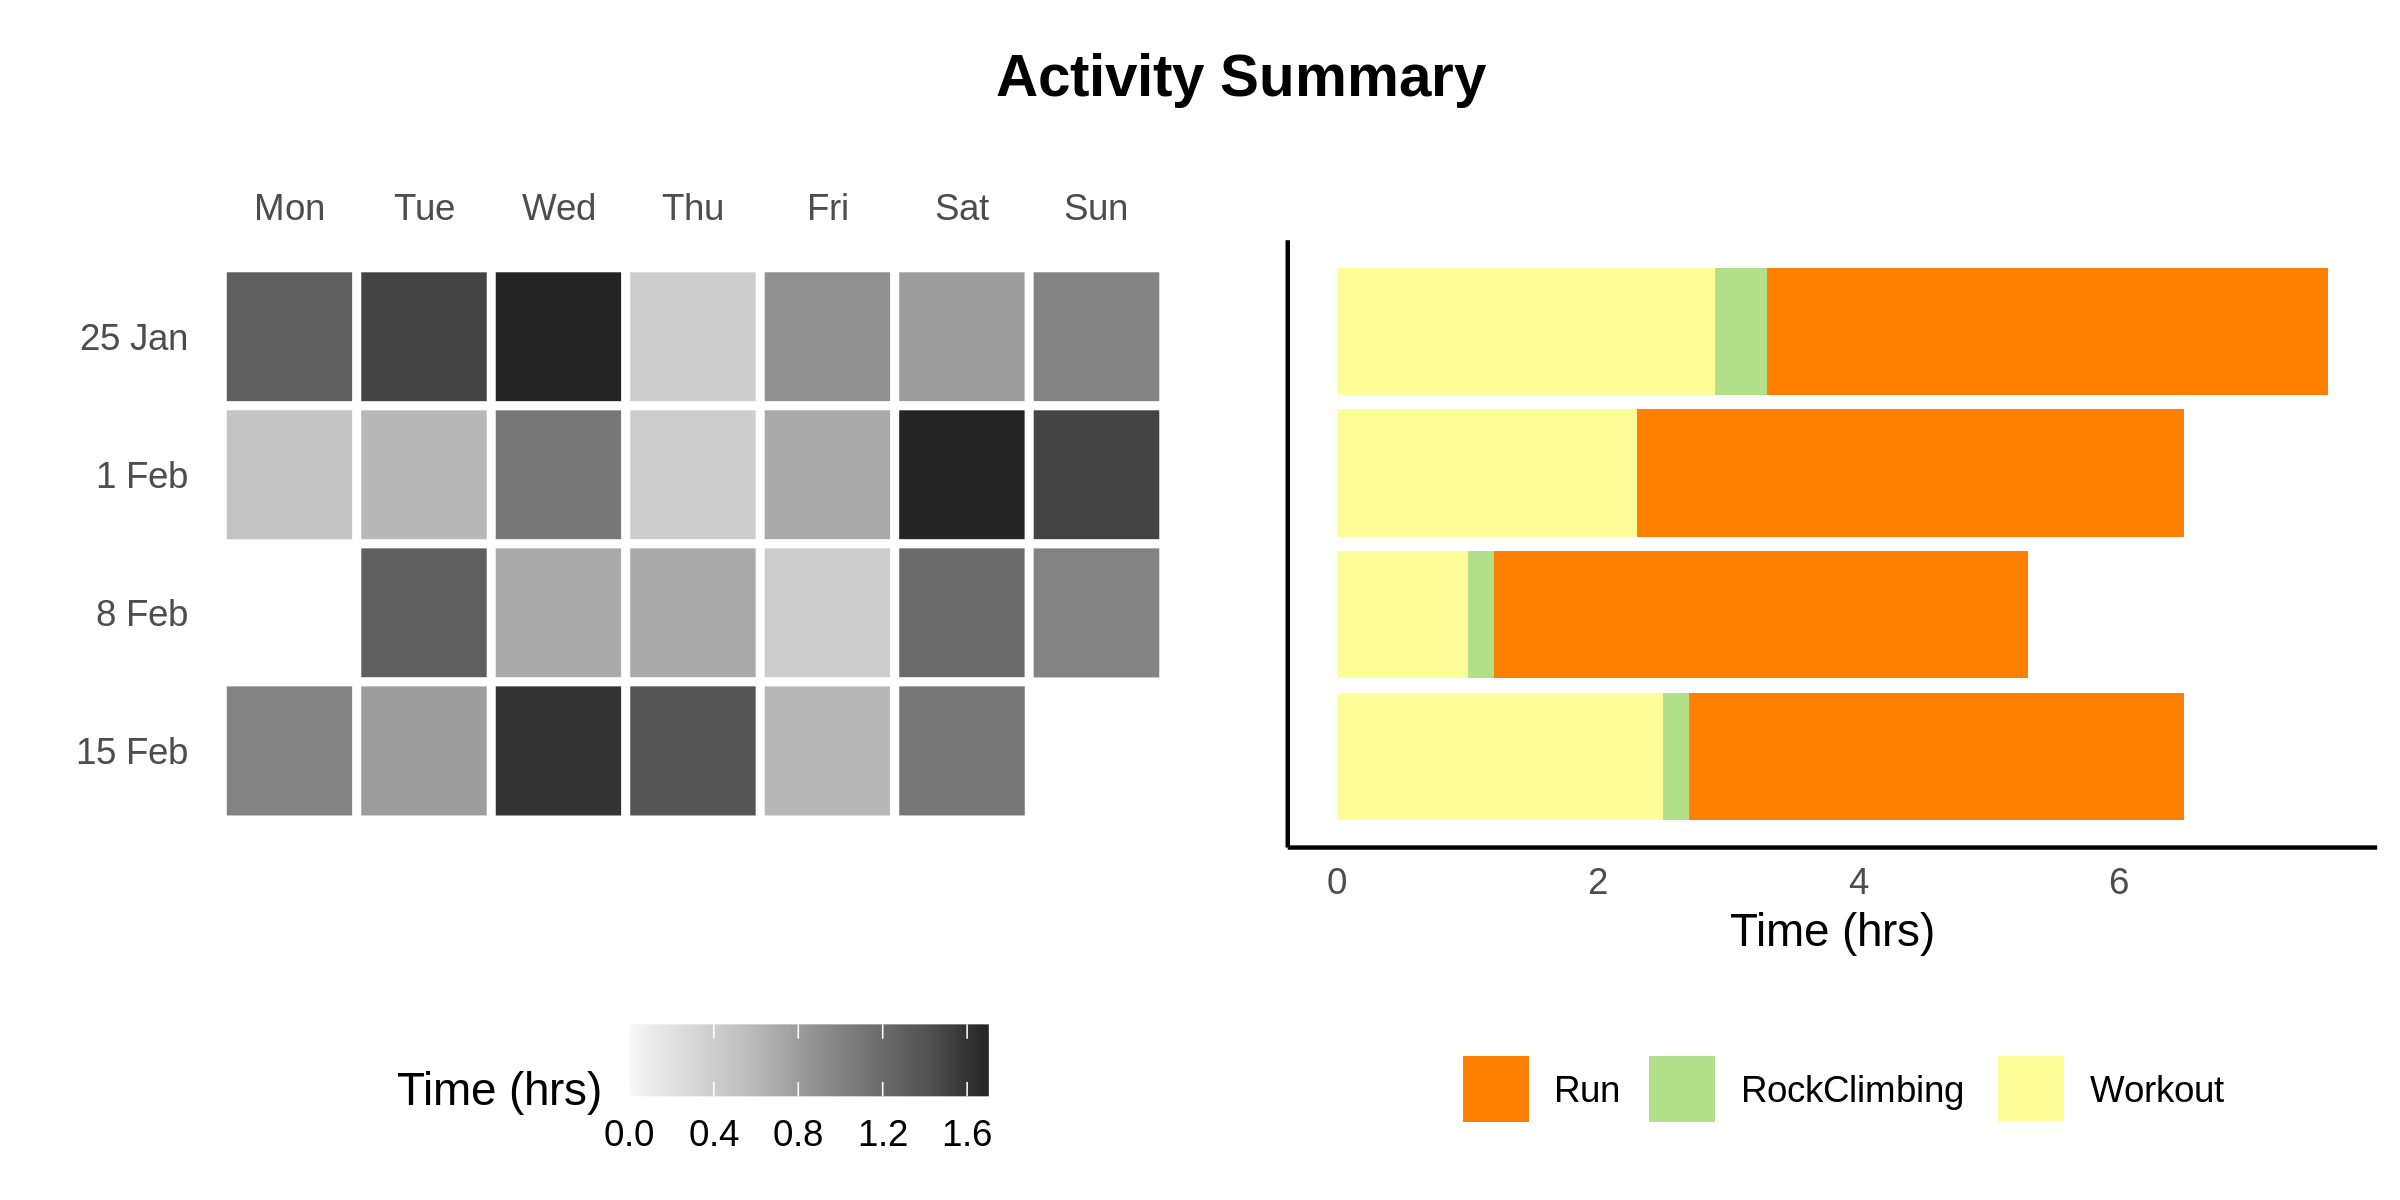 Activity Summary
Mon Tue Wed Thu Fri Sat Sun
25 Jan
1 Feb
8 Feb
15 Feb
0 2 4 6
Time (hrs)
Time (hrs)
0.0 0.4 0.8 1.2 1.6
Run RockClimbing Workout